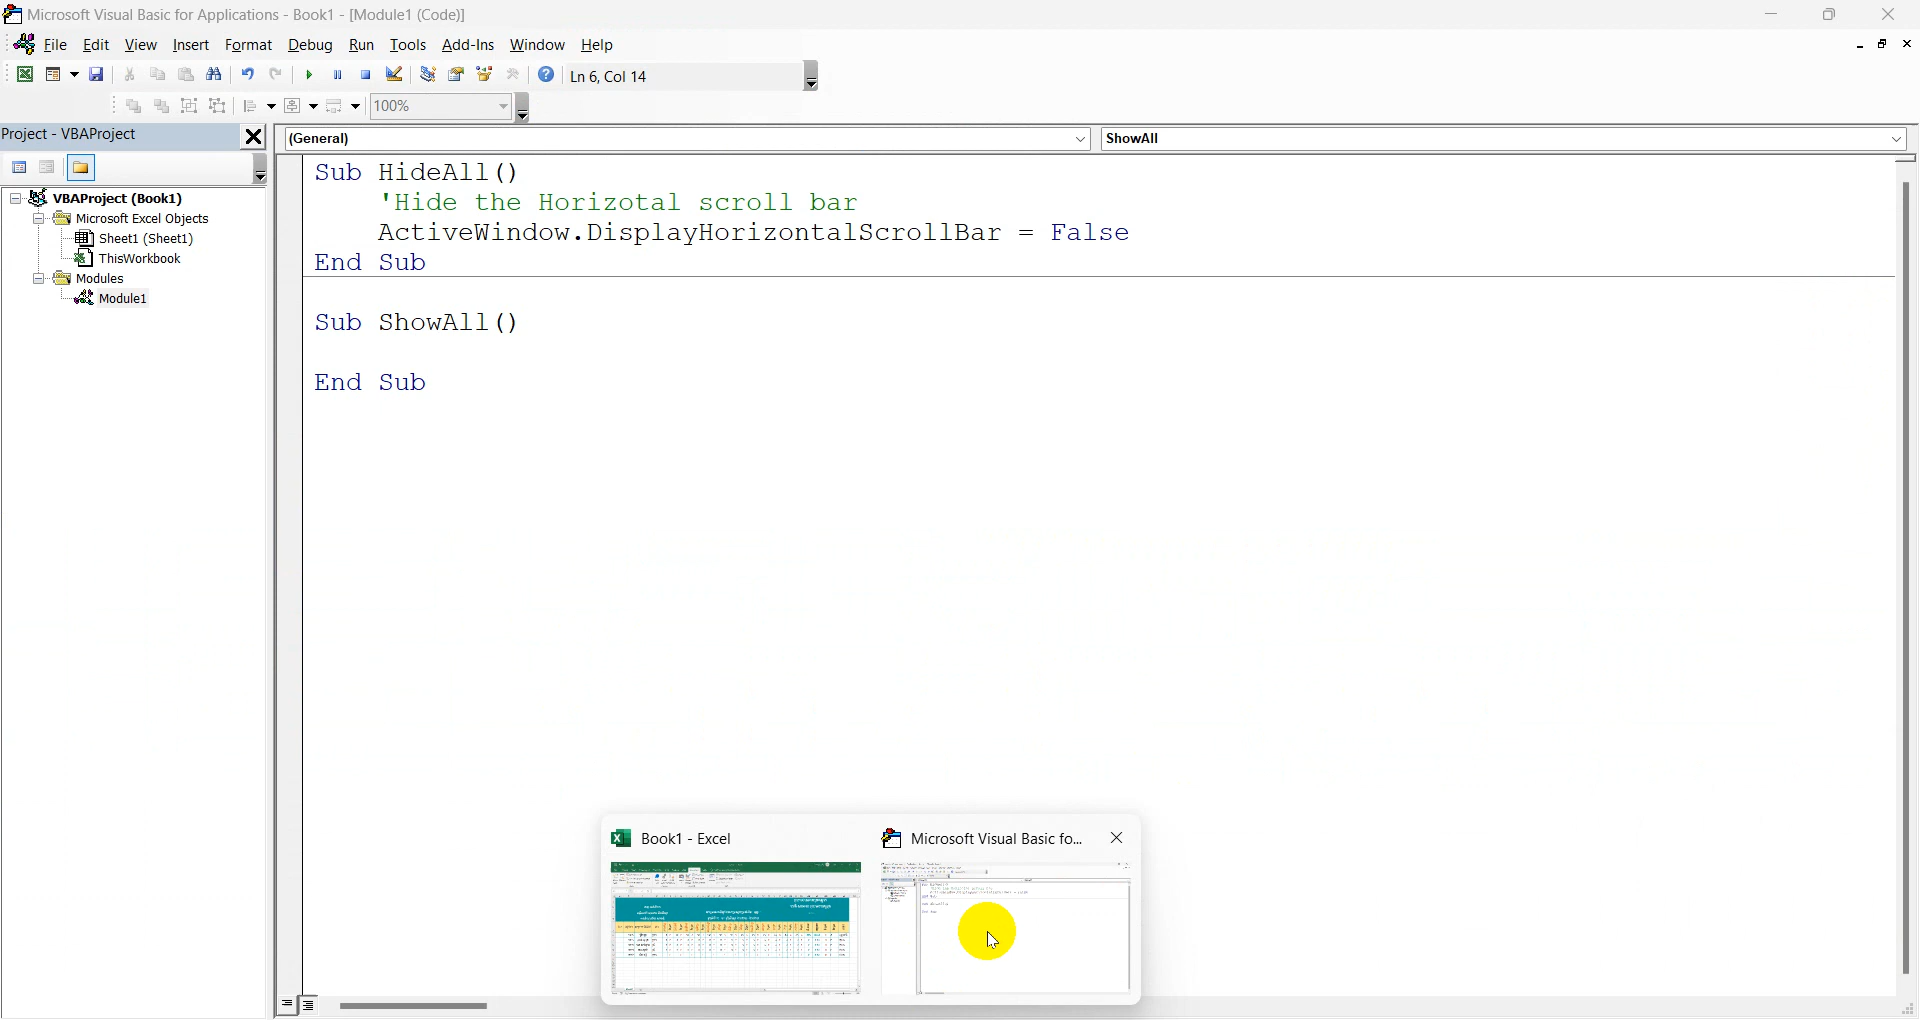 Microsoft Visual Basic for Applications - Book1 - [Module1 (Code)]
File Edit View Insert Format Debug Run Tools Add-Ins Window Help
Ln 6, Col 14
100%
Project - VBAProject
(General)
ShowAll
VBAProject (Book1)
Microsoft Excel Objects
Sheet1 (Sheet1)
ThisWorkbook
Modules
Module1
Sub HideAll()
'Hide the Horizotal scroll bar
ActiveWindow.DisplayHorizontalScrollBar = False
End Sub
Sub ShowAll()
End Sub
Book1 - Excel
Microsoft Visual Basic fo...